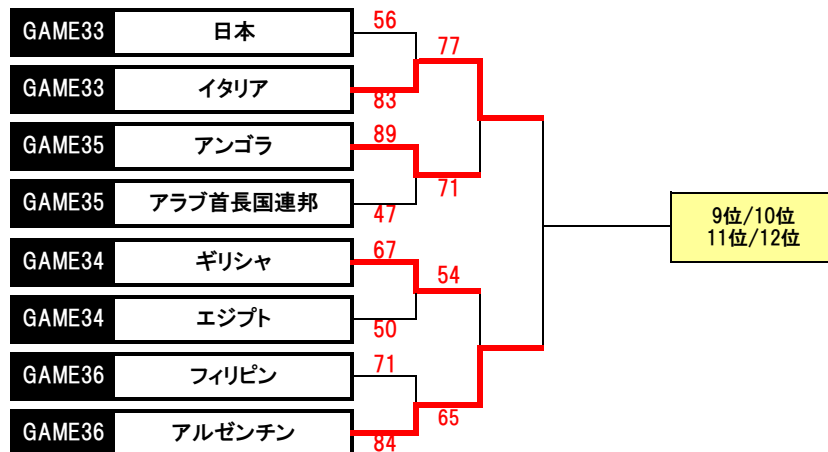 GAME33 日本 56
77
GAME33 イタリア 83
GAME35 アンゴラ 89
71
GAME35 アラブ首長国連邦 47
9位/10位
11位/12位
GAME34 ギリシャ 67
54
GAME34 エジプト 50
GAME36 フィリピン 71
65
GAME36 アルゼンチン 84